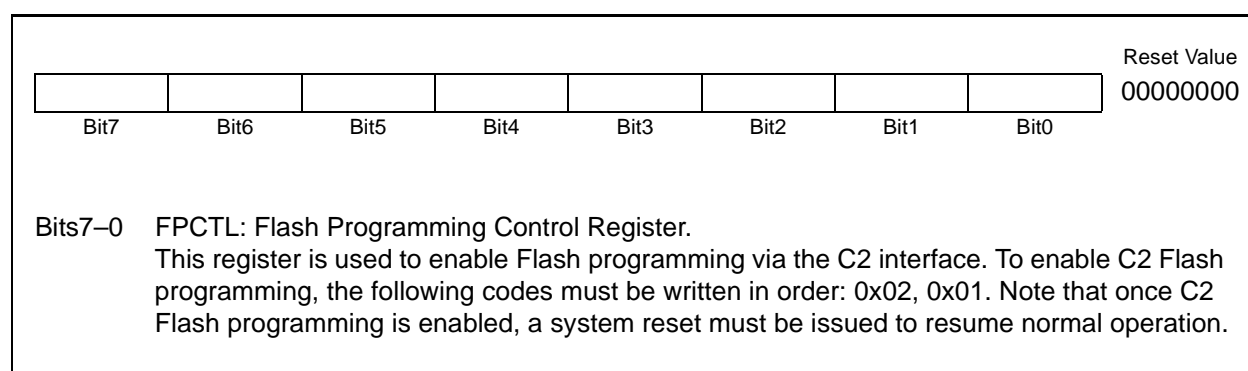 Reset Value
00000000
Bit7 Bit6 Bit5 Bit4 Bit3 Bit2 Bit1 Bit0
Bits7–0 FPCTL: Flash Programming Control Register.
This register is used to enable Flash programming via the C2 interface. To enable C2 Flash
programming, the following codes must be written in order: 0x02, 0x01. Note that once C2
Flash programming is enabled, a system reset must be issued to resume normal operation.